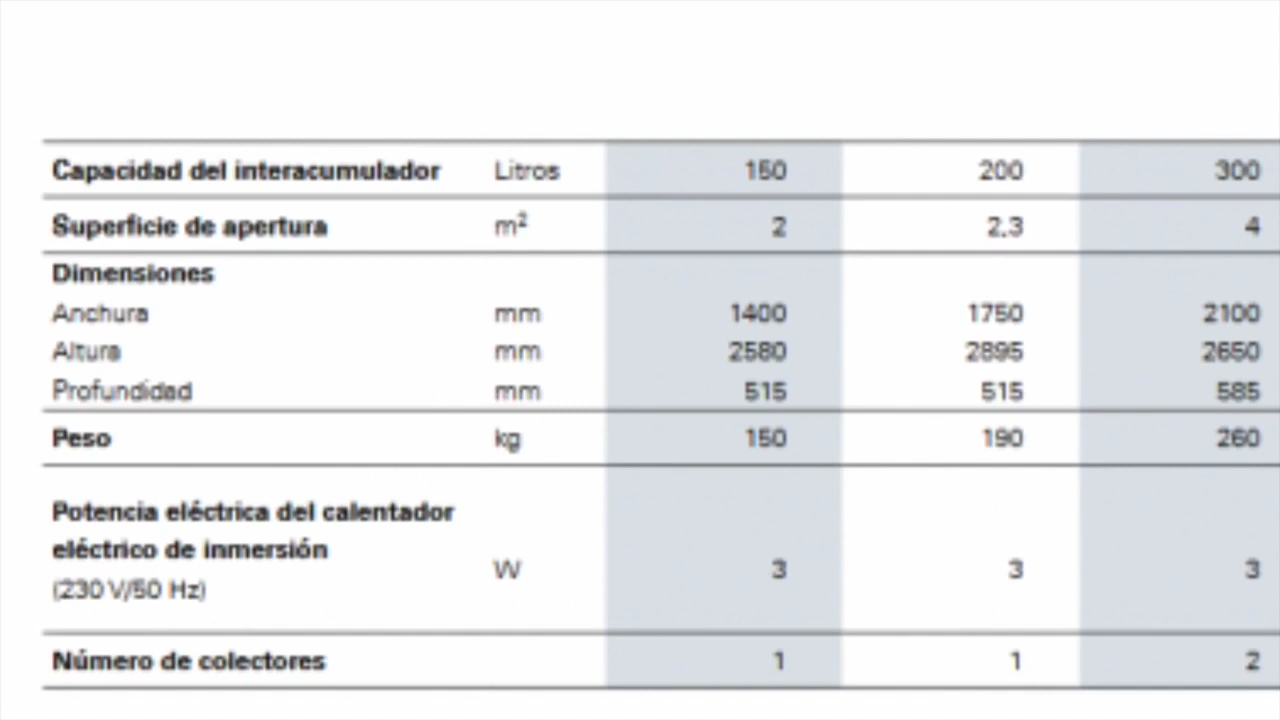 Capacidad del interacumulador Litros 150 200 300
Superficie de apertura m² 2 2,3 4
Dimensiones
Anchura mm 1400 1750 2100
Altura mm 2580 2895 2650
Profundidad mm 515 515 585
Peso kg 150 190 260
Potencia eléctrica del calentador
eléctrico de inmersión
W 3 3 3
(230 V/50 Hz)
Número de colectores 1 1 2